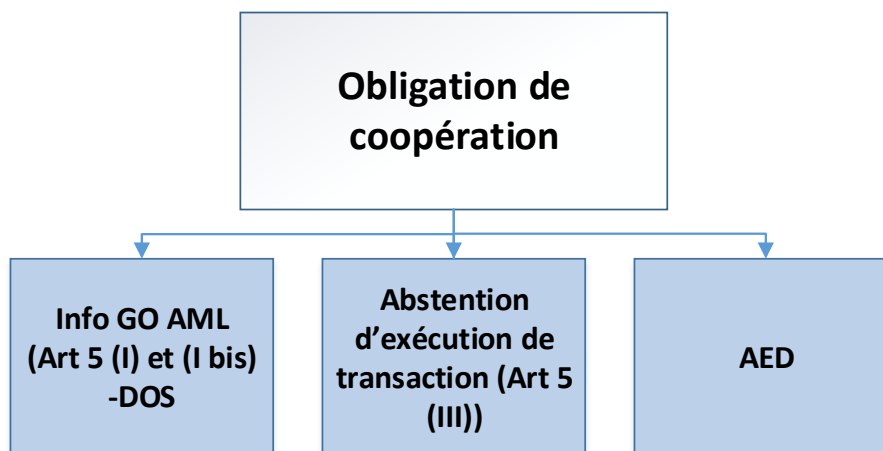 Obligation de
coopération
Info GO AML
(Art 5 (I) et (I bis)
-DOS
Abstention
d’exécution de
transaction (Art 5
(III))
AED